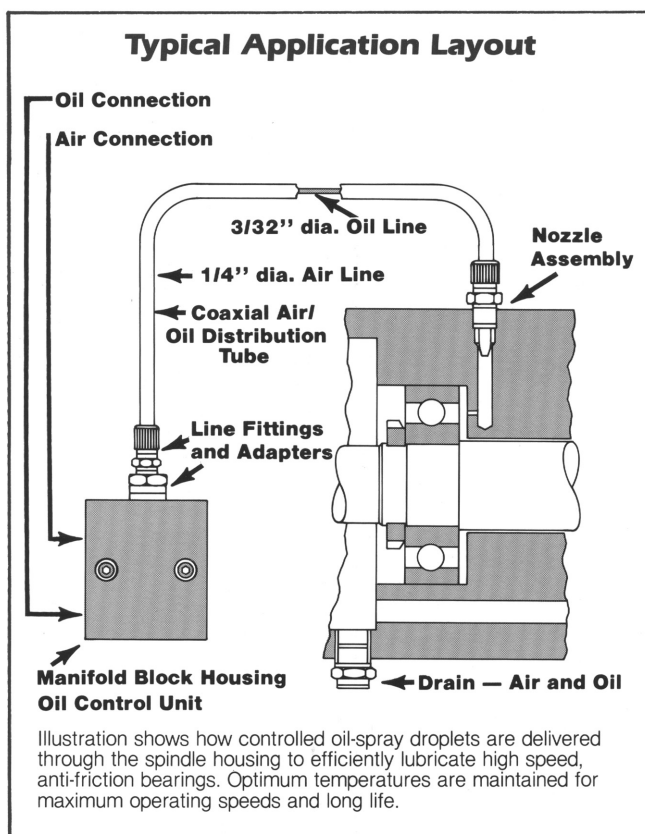 Typical Application Layout
Oil Connection
Air Connection
3/32'' dia. Oil Line
Nozzle
Assembly
1/4'' dia. Air Line
Coaxial Air/
Oil Distribution
Tube
Line Fittings
and Adapters
Manifold Block Housing
Oil Control Unit
Drain — Air and Oil
Illustration shows how controlled oil-spray droplets are delivered
through the spindle housing to efficiently lubricate high speed,
anti-friction bearings. Optimum temperatures are maintained for
maximum operating speeds and long life.